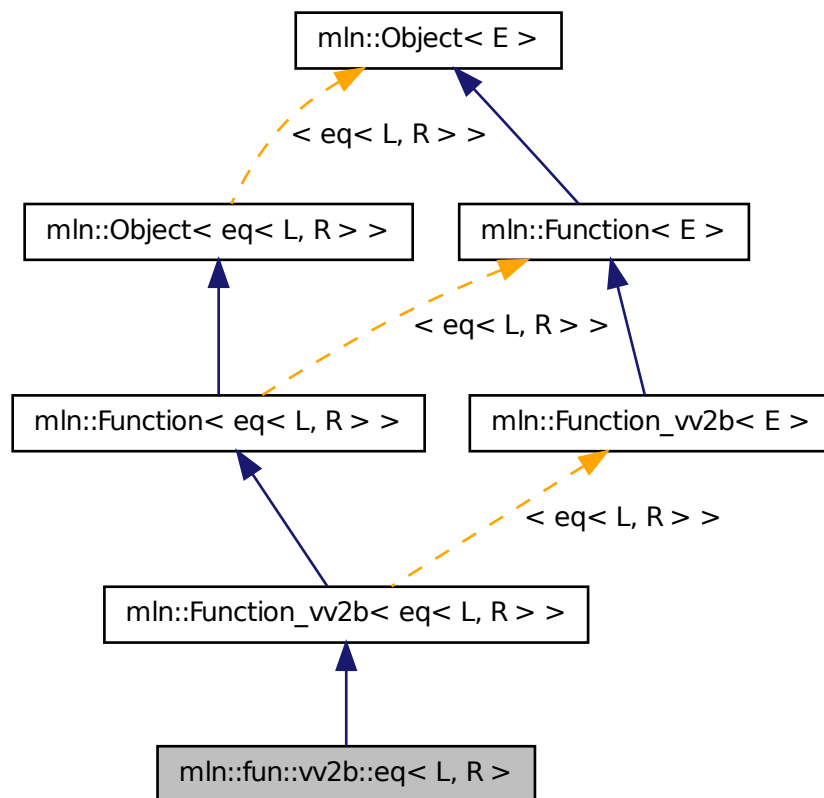 mln::Object< E >
< eq< L, R > >
mln::Object< eq< L, R > >
mln::Function< E >
< eq< L, R > >
mln::Function< eq< L, R > >
mln::Function_vv2b< E >
< eq< L, R > >
mln::Function_vv2b< eq< L, R > >
mln::fun::vv2b::eq< L, R >